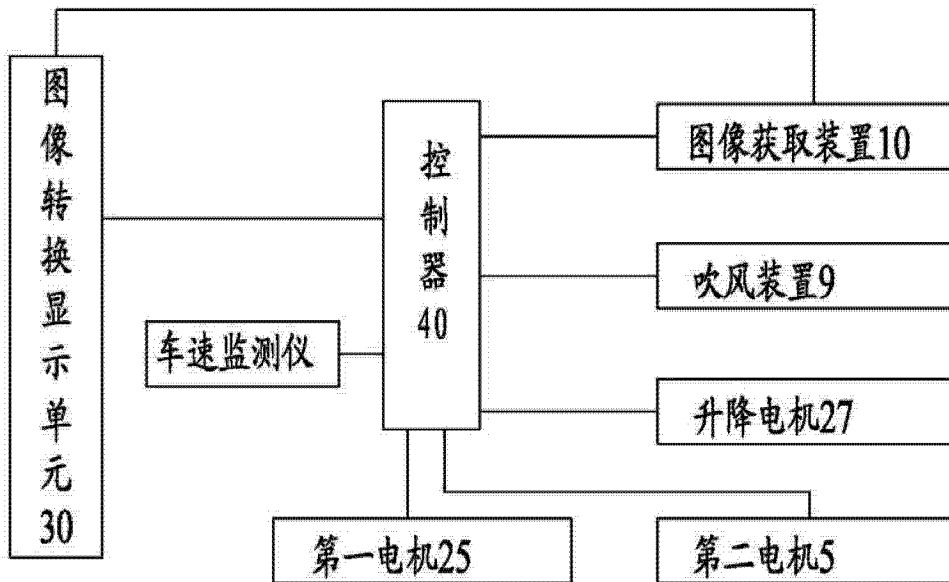 图像转换显示单元30
控制器40
图像获取装置10
吹风装置9
车速监测仪
升降电机27
第一电机25
第二电机5